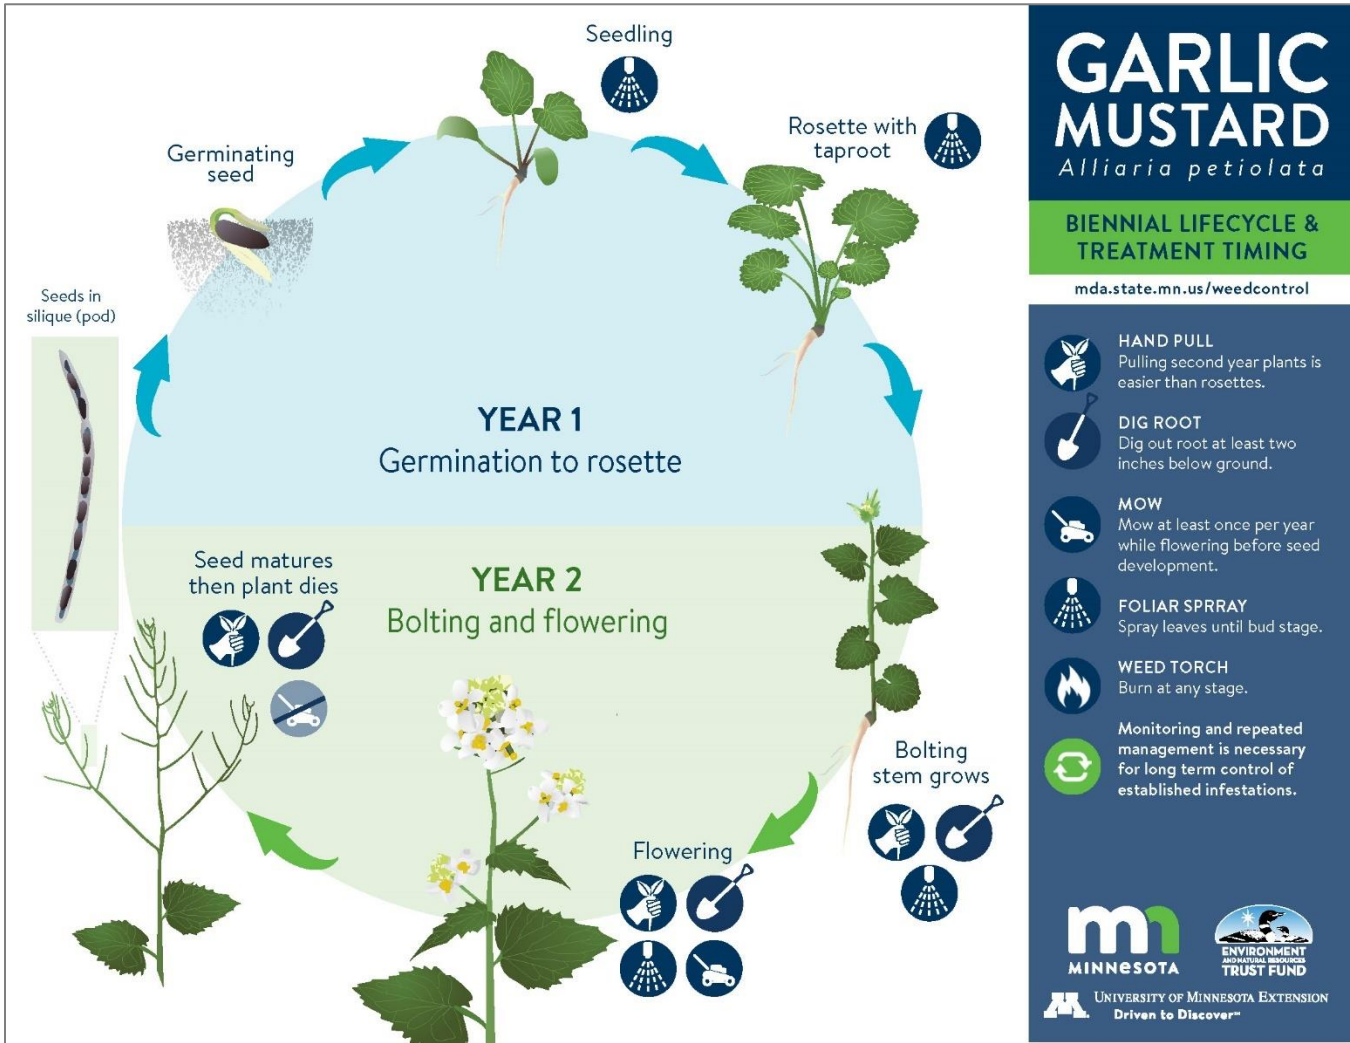 Seedling
Rosette with
taproot
Germinating
seed
Seeds in
silique (pod)
YEAR 1
Germination to rosette
Seed matures
then plant dies
YEAR 2
Bolting and flowering
Bolting
stem grows
Flowering
GARLIC
MUSTARD
Alliaria petiolata
BIENNIAL LIFECYCLE &
TREATMENT TIMING
mda.state.mn.us/weedcontrol
HAND PULL
Pulling second year plants is
easier than rosettes.
DIG ROOT
Dig out root at least two
inches below ground.
MOW
Mow at least once per year
while flowering before seed
development.
FOLIAR SPRRAY
Spray leaves until bud stage.
WEED TORCH
Burn at any stage.
Monitoring and repeated
management is necessary
for long term control of
established infestations.
mn
MINNESOTA
ENVIRONMENT
AND NATURAL RESOURCES
TRUST FUND
M
UNIVERSITY OF MINNESOTA EXTENSION
Driven to Discover℠